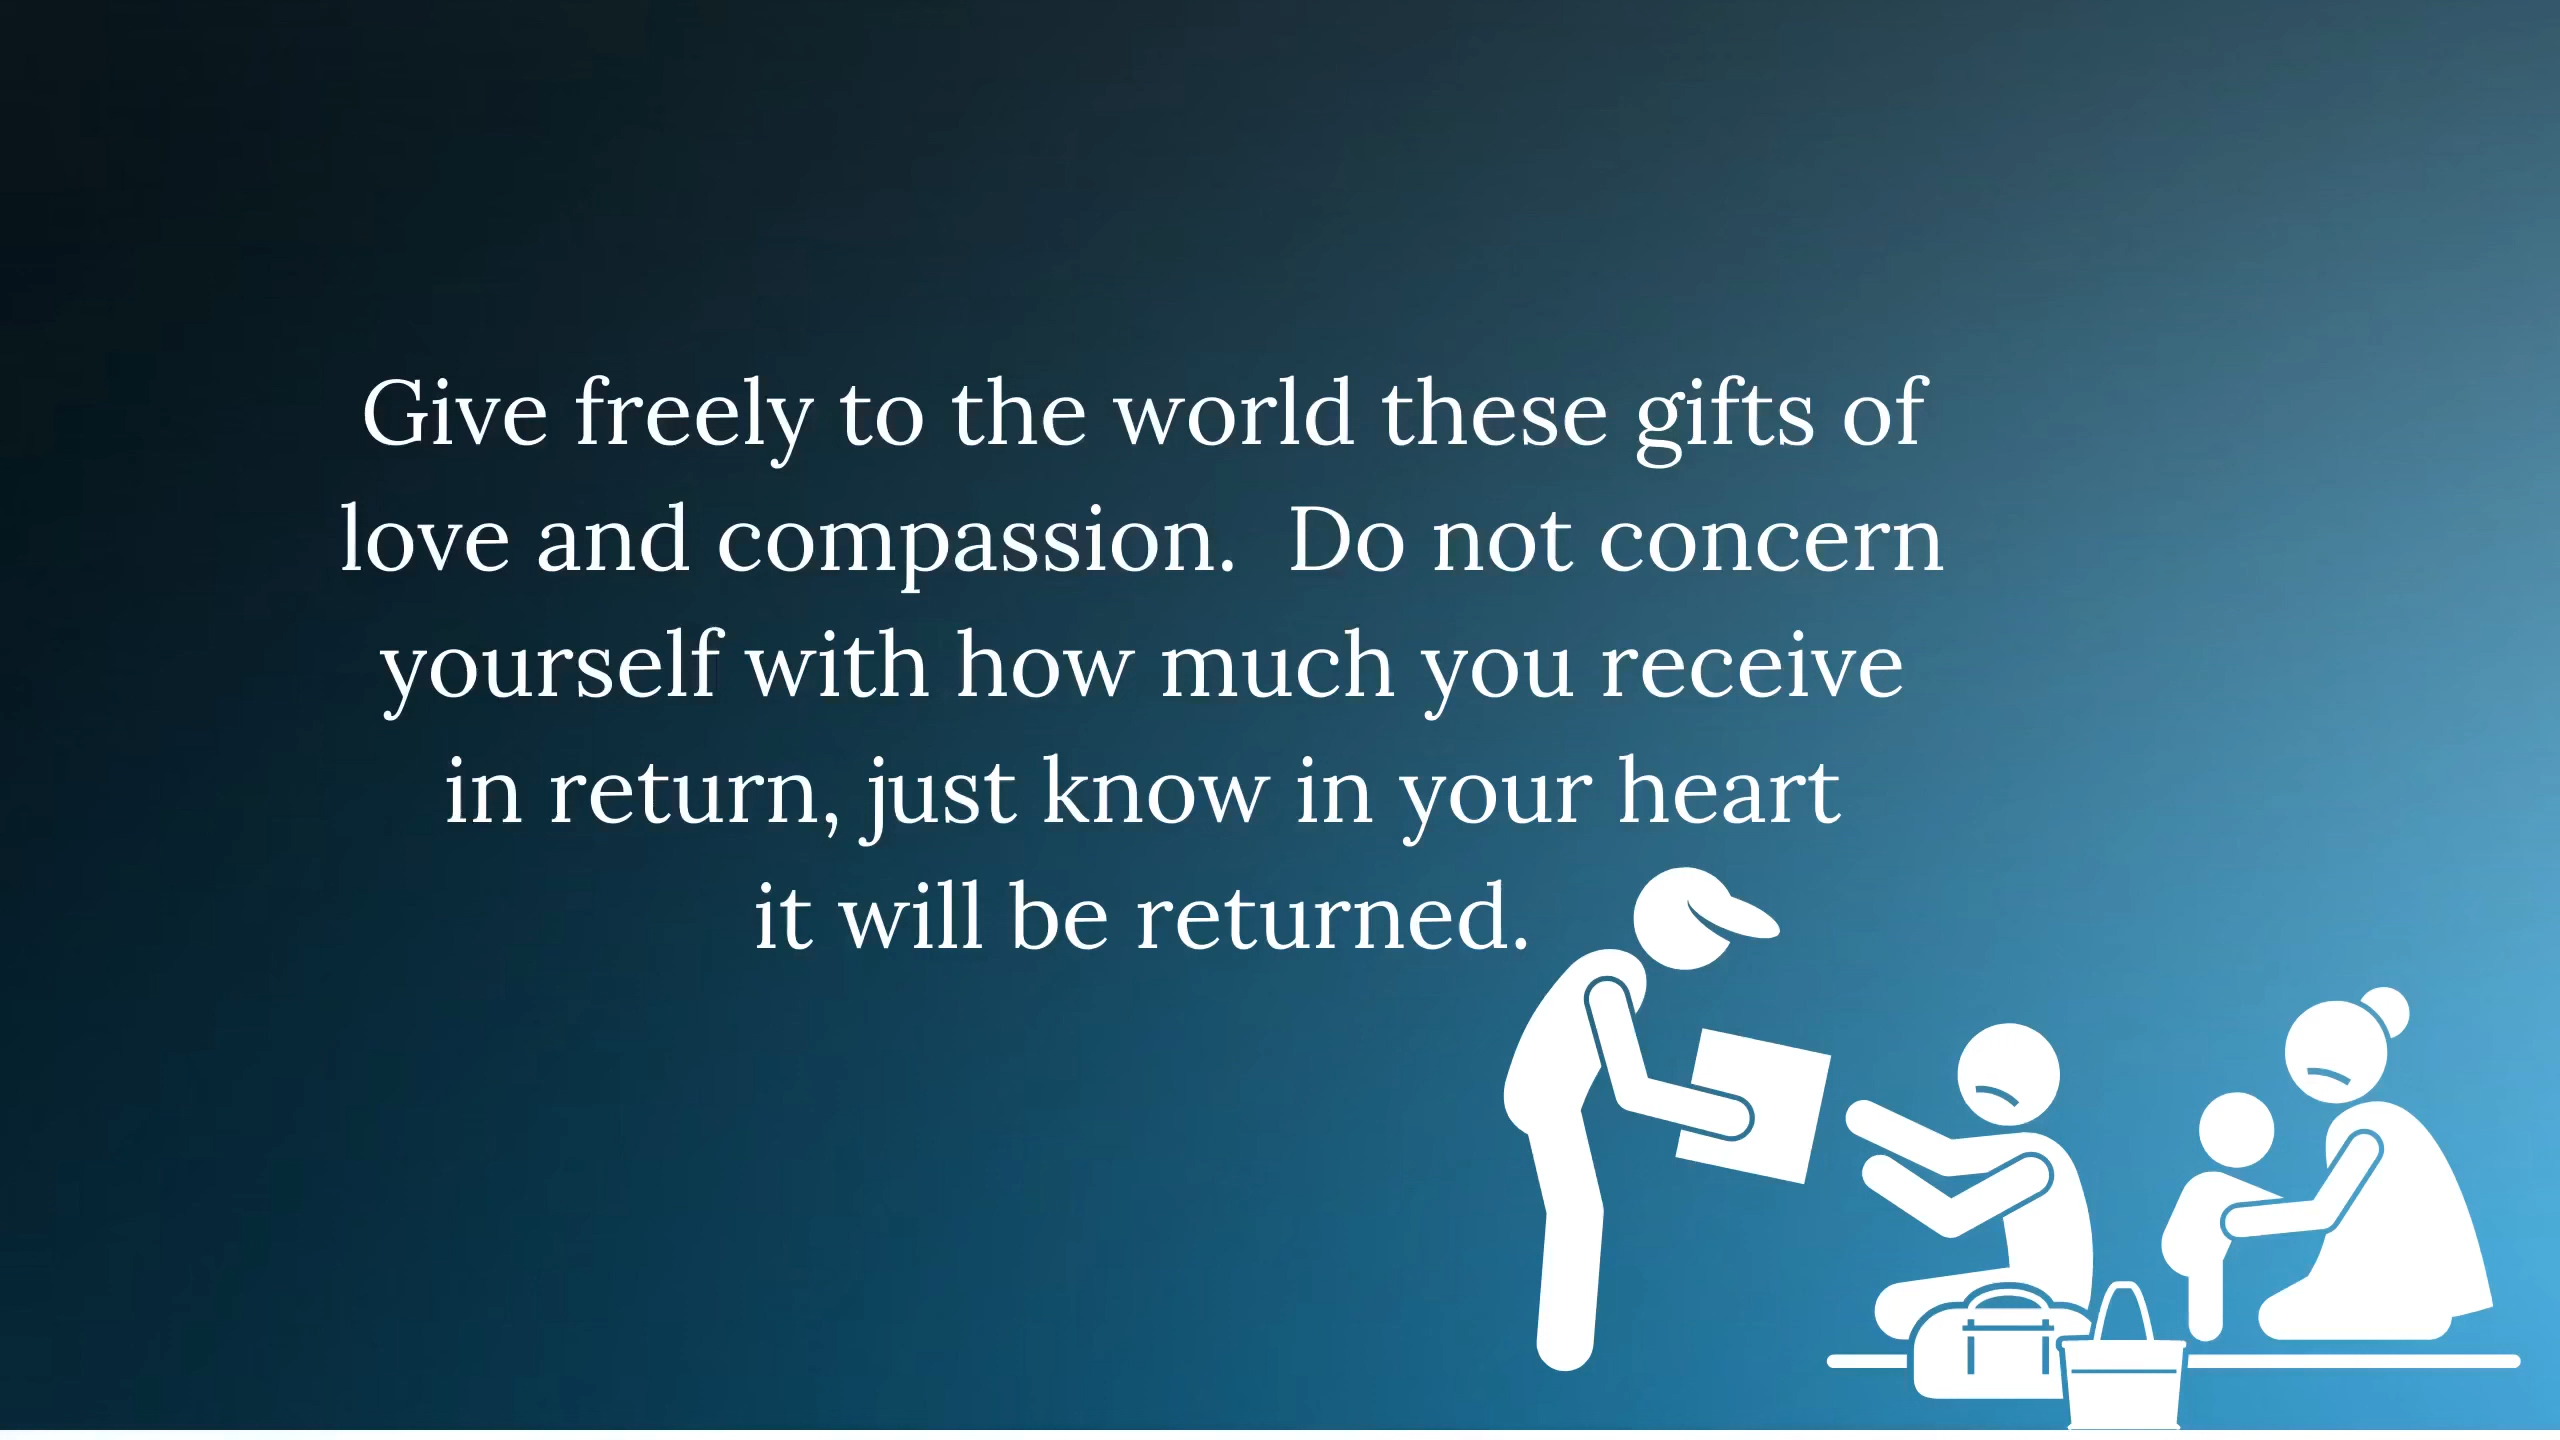 Give freely to the world these gifts of
love and compassion.  Do not concern
yourself with how much you receive
in return, just know in your heart
it will be returned.